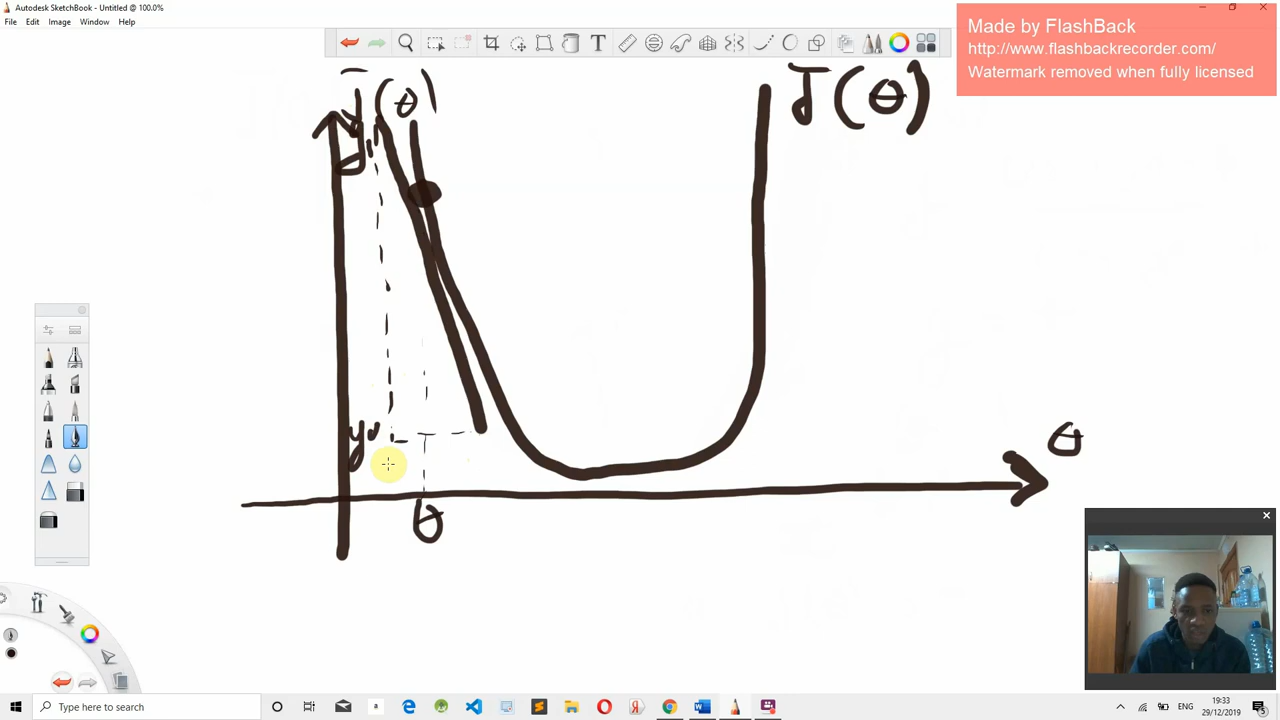 Autodesk SketchBook - Untitled @ 100.0%
File Edit Image Window Help
Made by FlashBack
http://www.flashbackrecorder.com/
Watermark removed when fully licensed
J(θ)
J(θ)
y'
θ
θ
Type here to search
a
ENG
19:33
29/12/2019
5